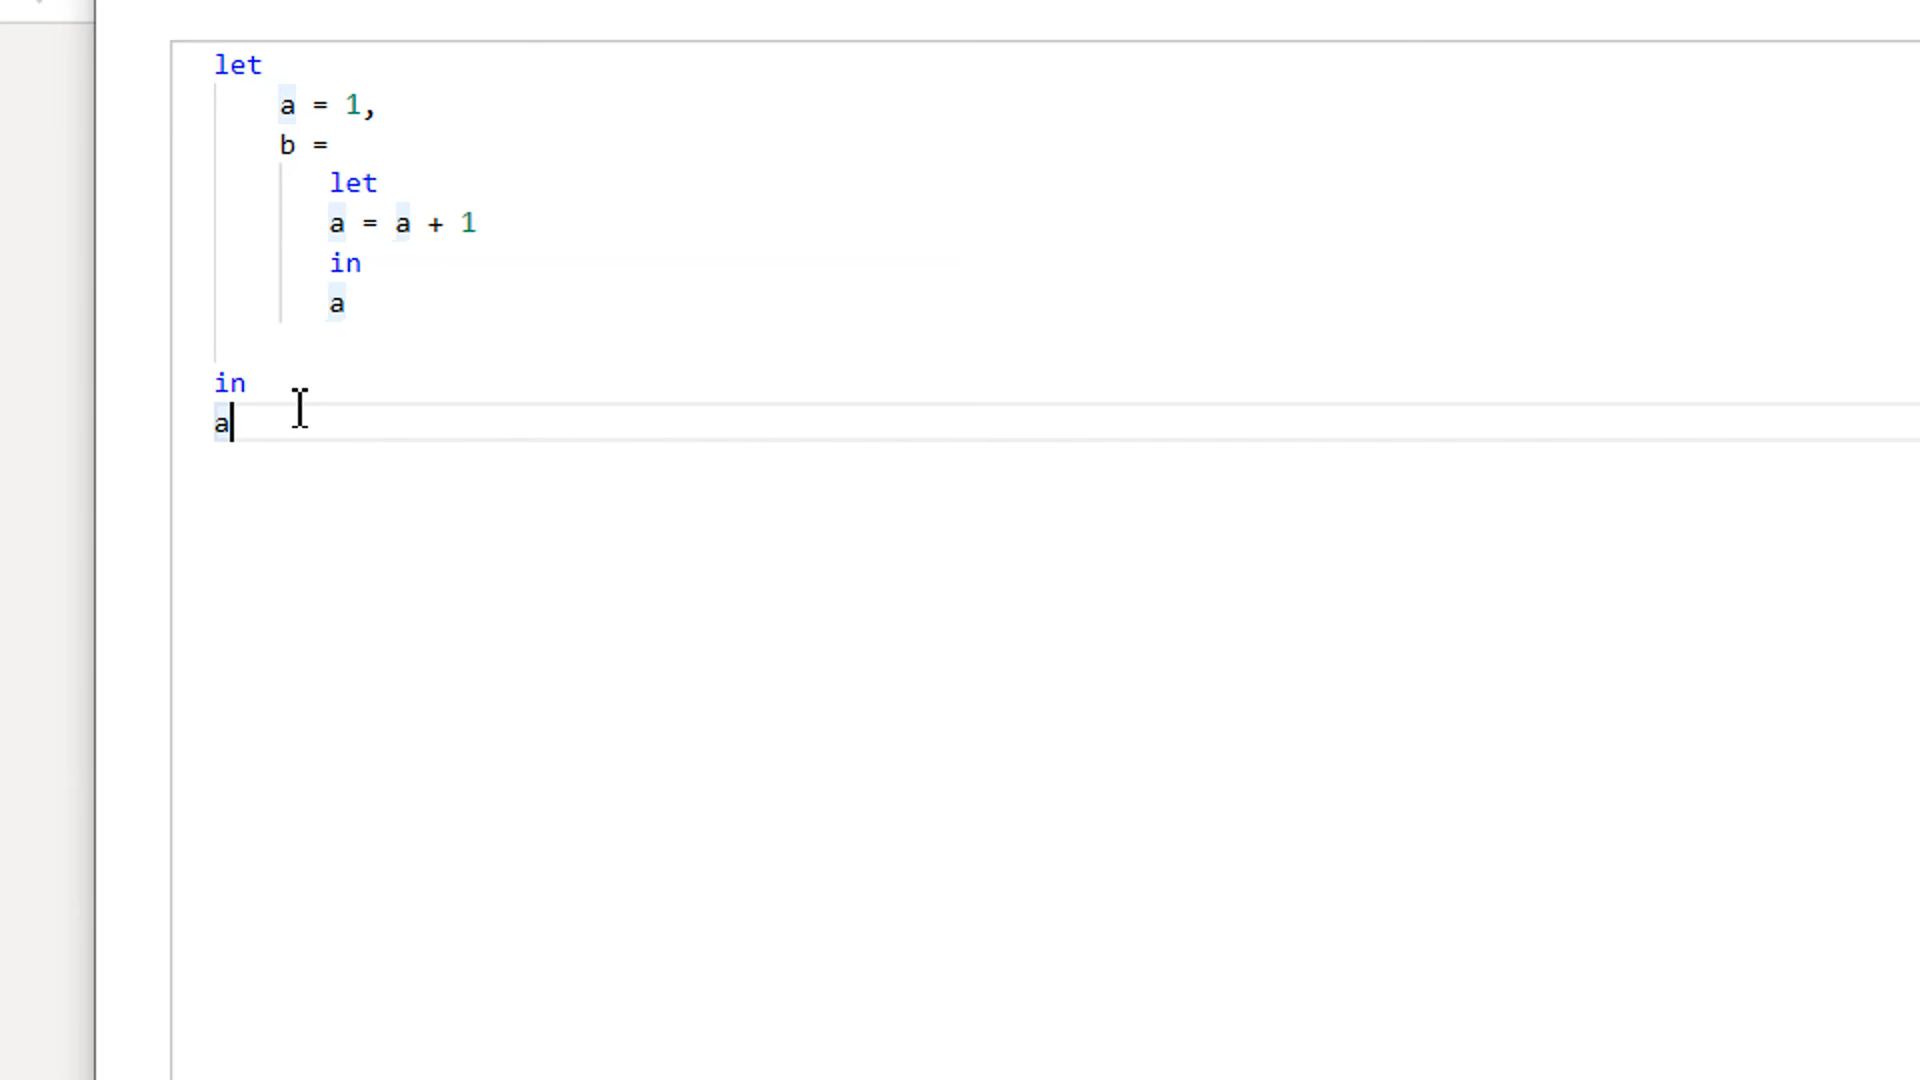 let
a = 1,
b =
let
a = a + 1
in
a
in
a